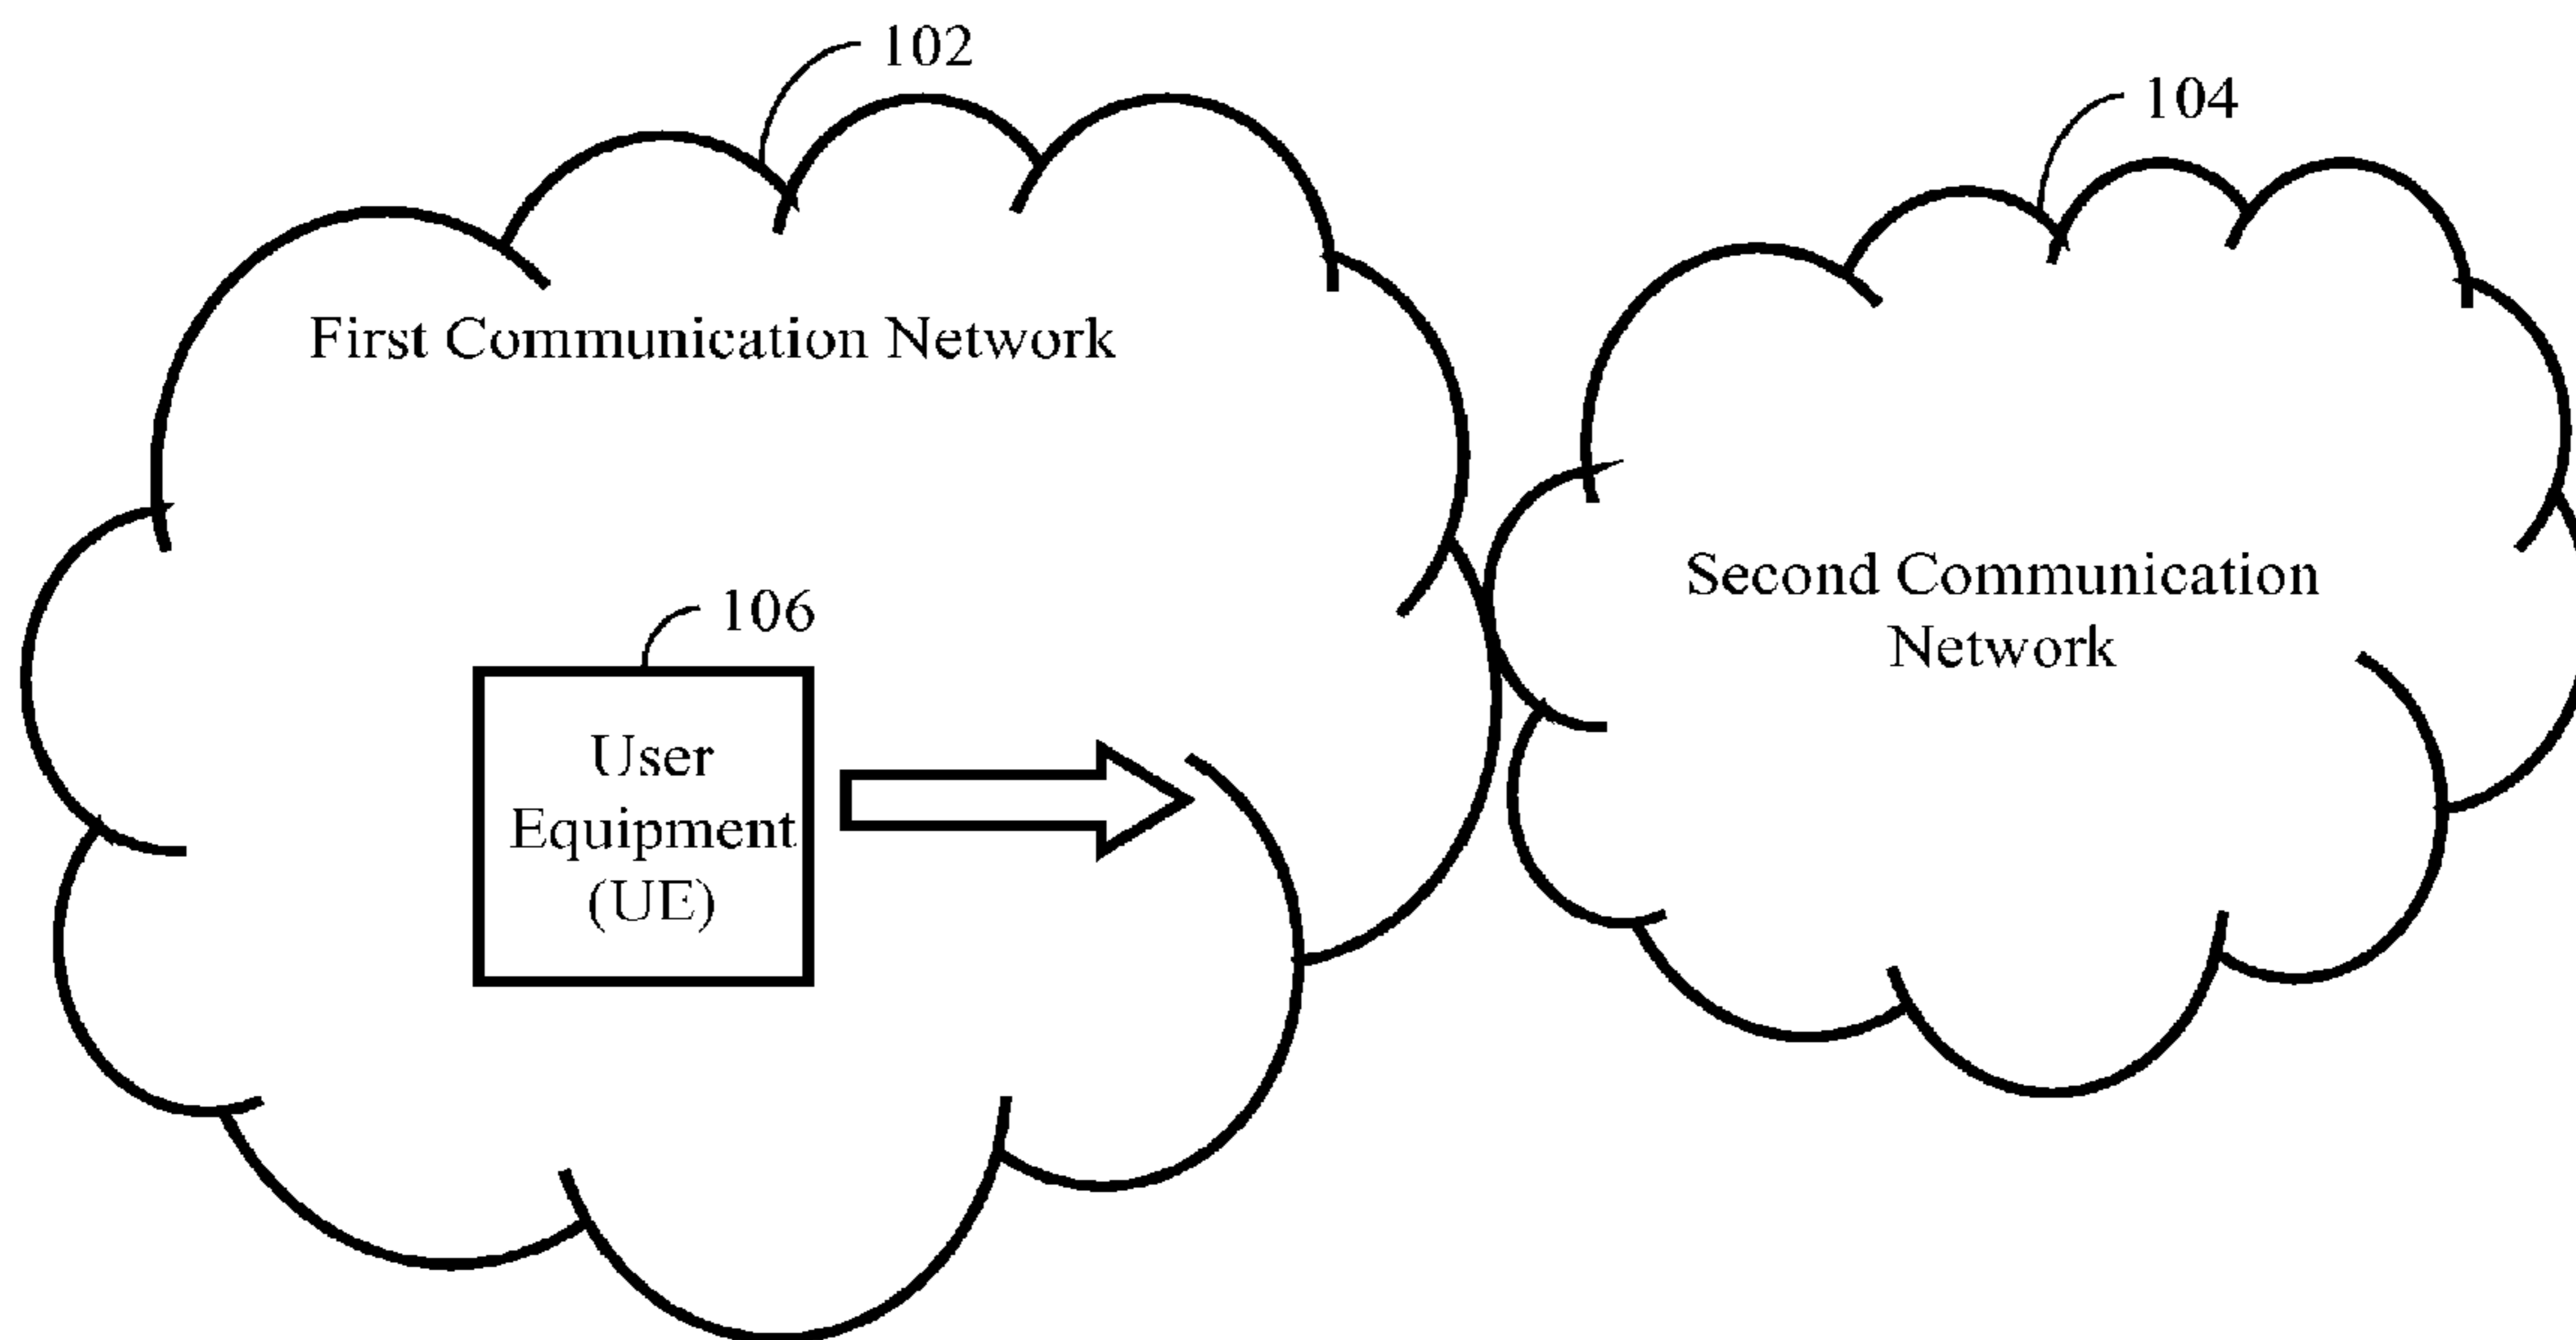 102
104
First Communication Network
Second Communication
Network
106
User
Equipment
(UE)